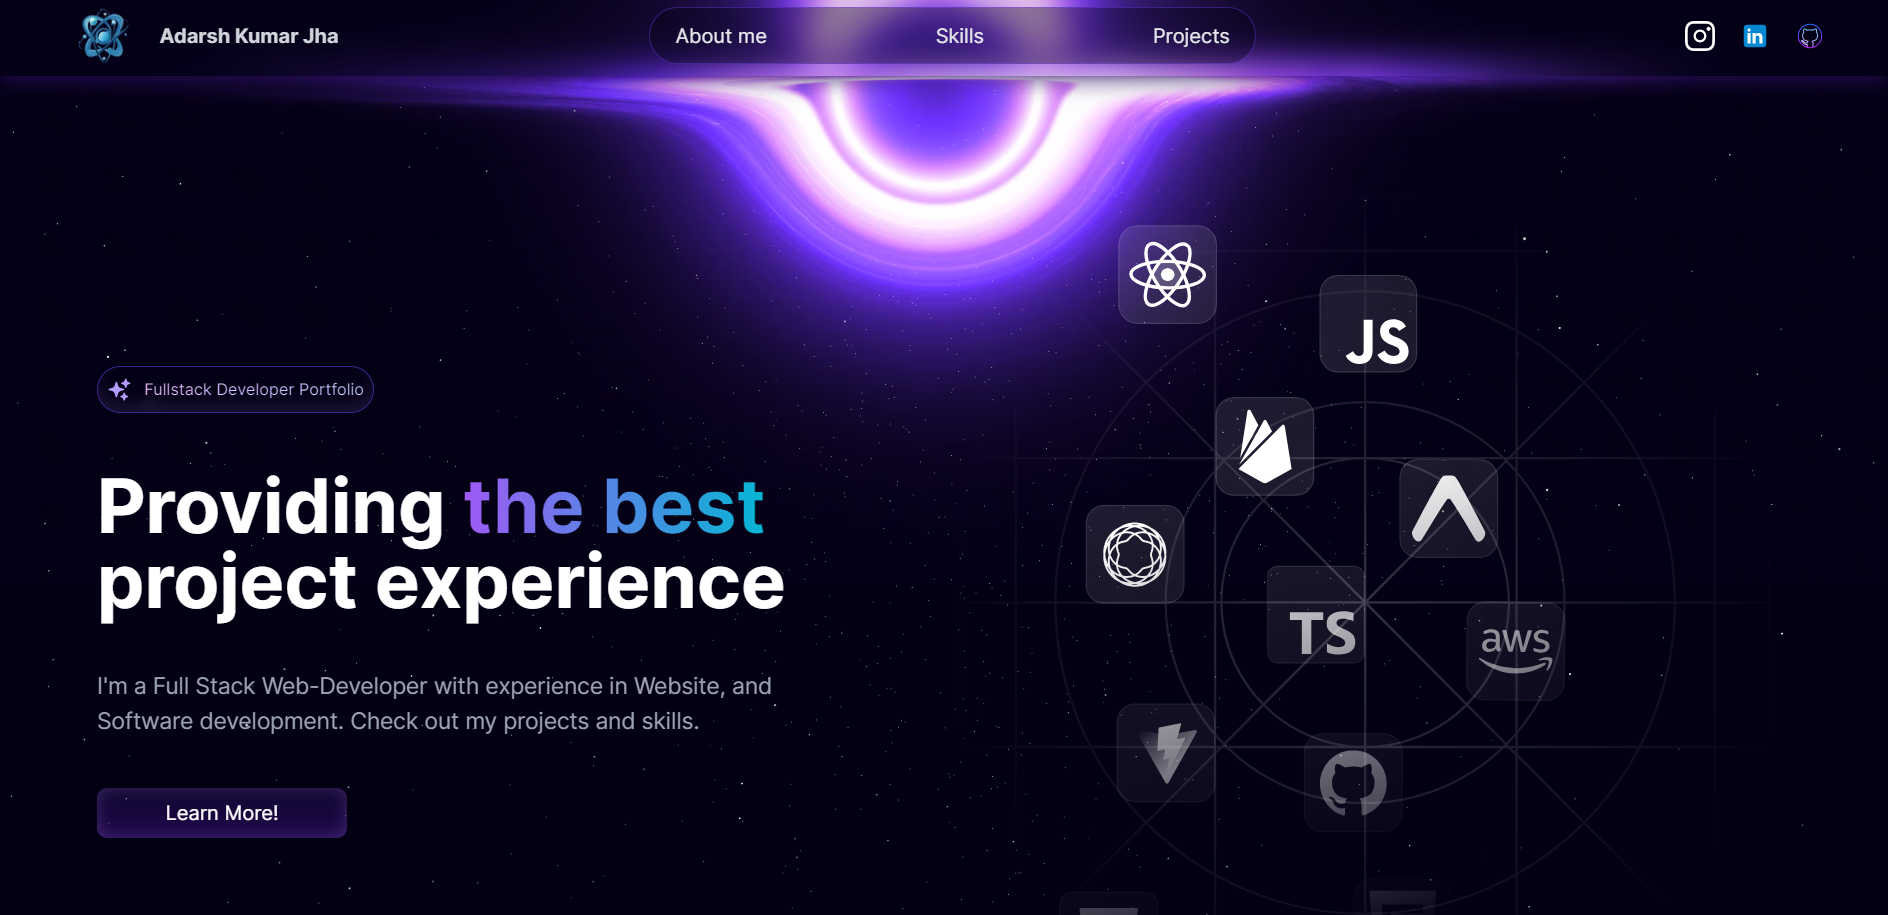 Adarsh Kumar Jha
About me
Skills
Projects
in
Fullstack Developer Portfolio
Providing the best
project experience
I'm a Full Stack Web-Developer with experience in Website, and
Software development. Check out my projects and skills.
Learn More!
JS
TS
aws